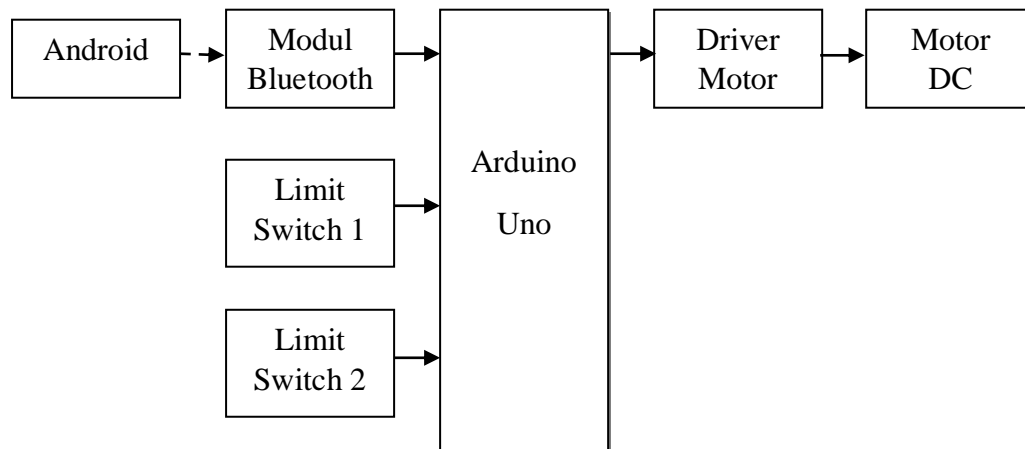 Android
Modul
Bluetooth
Driver
Motor
Motor
DC
Arduino
Uno
Limit
Switch 1
Limit
Switch 2